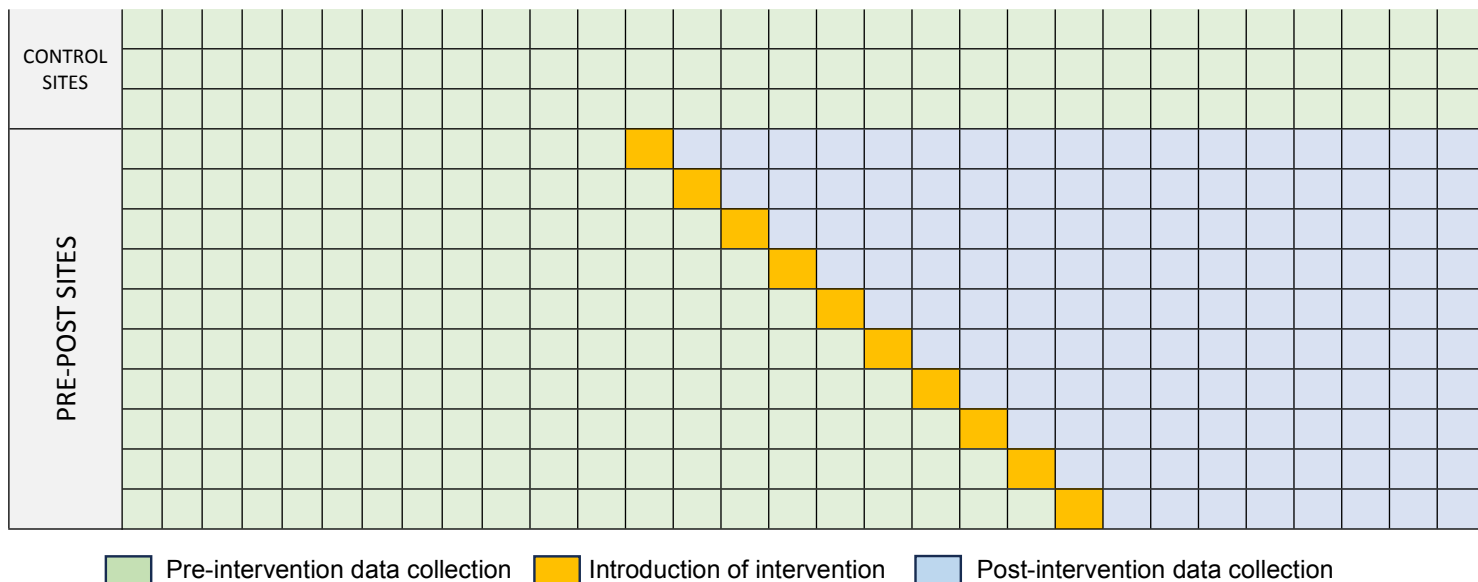 CONTROL
SITES
PRE-POST SITES
Pre-intervention data collection
Introduction of intervention
Post-intervention data collection